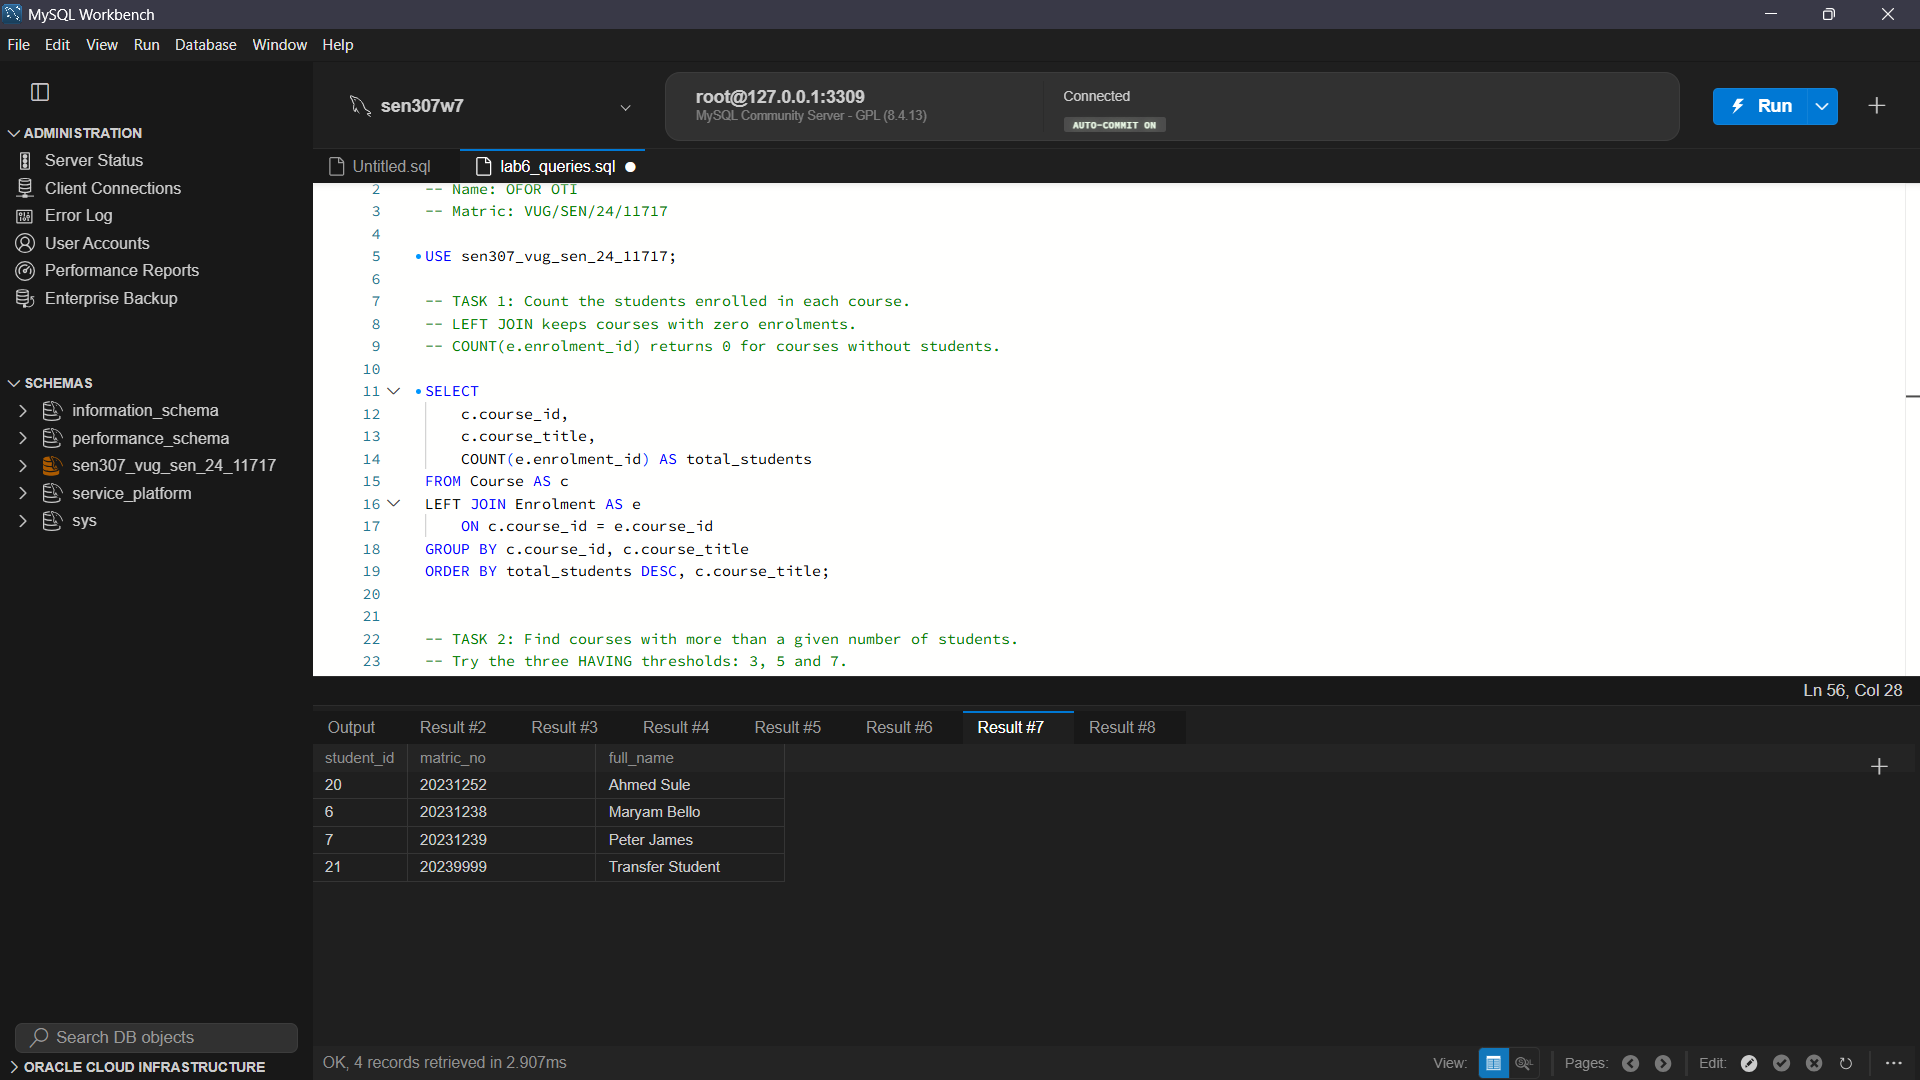 MySQL Workbench
File Edit View Run Database Window Help
sen307w7
root@127.0.0.1:3309
MySQL Community Server - GPL (8.4.13)
Connected
AUTO-COMMIT ON
Run
ADMINISTRATION
Server Status
Client Connections
Error Log
User Accounts
Performance Reports
Enterprise Backup
SCHEMAS
information_schema
performance_schema
sen307_vug_sen_24_11717
service_platform
sys
Search DB objects
ORACLE CLOUD INFRASTRUCTURE
Untitled.sql lab6_queries.sql
2 -- Name: OFOR OTI
3 -- Matric: VUG/SEN/24/11717
4
5 USE sen307_vug_sen_24_11717;
6
7 -- TASK 1: Count the students enrolled in each course.
8 -- LEFT JOIN keeps courses with zero enrolments.
9 -- COUNT(e.enrolment_id) returns 0 for courses without students.
10
11 SELECT
12 c.course_id,
13 c.course_title,
14 COUNT(e.enrolment_id) AS total_students
15 FROM Course AS c
16 LEFT JOIN Enrolment AS e
17 ON c.course_id = e.course_id
18 GROUP BY c.course_id, c.course_title
19 ORDER BY total_students DESC, c.course_title;
20
21
22 -- TASK 2: Find courses with more than a given number of students.
23 -- Try the three HAVING thresholds: 3, 5 and 7.
Ln 56, Col 28
Output Result #2 Result #3 Result #4 Result #5 Result #6 Result #7 Result #8
student_id matric_no full_name
20 20231252 Ahmed Sule
6 20231238 Maryam Bello
7 20231239 Peter James
21 20239999 Transfer Student
OK, 4 records retrieved in 2.907ms
View: Pages: Edit: